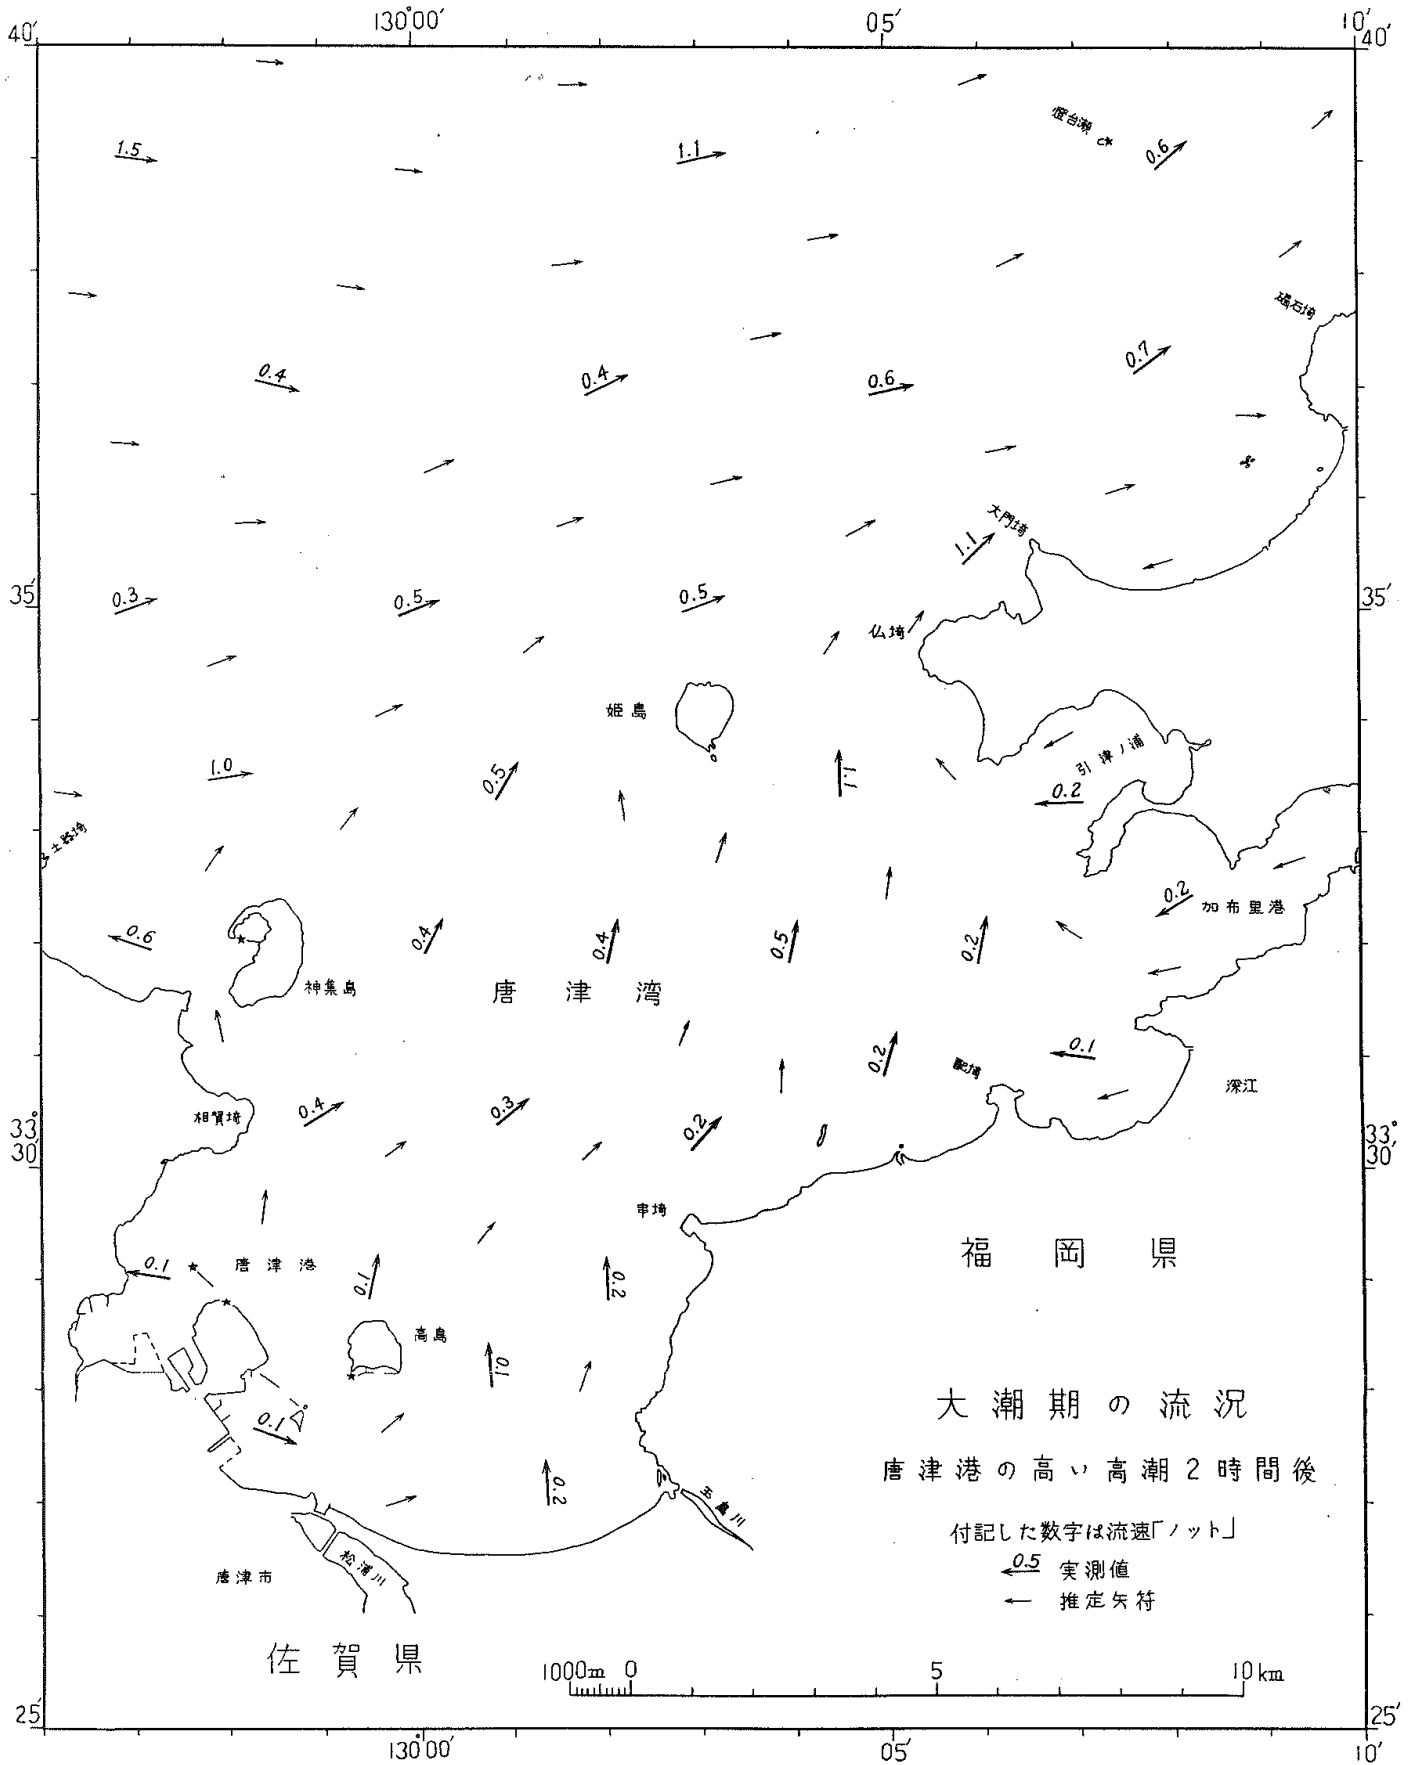 130°00′ 05′ 10′
40′ 40′
燈台瀬
1.5 1.1 0.6
0.4 0.4 0.6 0.7
大門埼
1.1
35′ 0.3 0.5 0.5 35′
仏埼
姫島
引津ノ浦
1.0 0.5 1.1 0.2
土器埼
0.2 加布里港
0.6 0.4 0.4 0.5 0.2
神集島 唐津湾
0.2 0.1
深江
相賀埼 0.4 0.3 0.2
33° 30′ 33° 30′
串埼
福岡県
0.1 唐津港 0.1 0.2
高島
0.1
0.1
大潮期の流況
唐津港の高い高潮2時間後
0.2
玉島川
付記した数字は流速「ノット」
0.5 実測値
推定矢符
松浦川
唐津市
佐賀県
1000m 0 5 10km
25′ 25′
130°00′ 05′ 10′